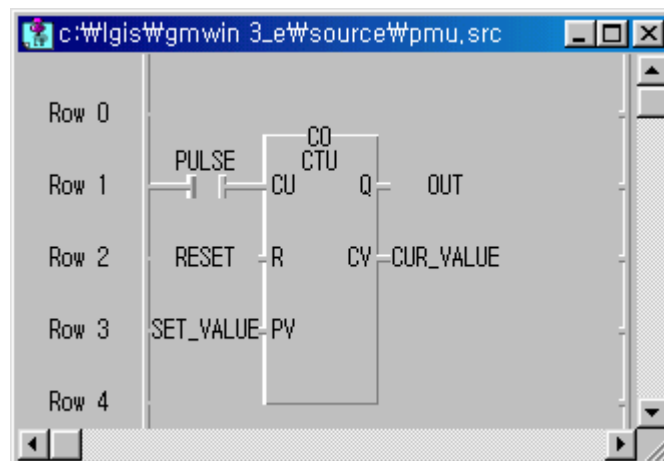 c:₩lgis₩gmwin 3_e₩source₩pmu,src
Row 0
CO
PULSE CTU
Row 1 CU Q OUT
Row 2 RESET R CV CUR_VALUE
Row 3 SET_VALUE PV
Row 4